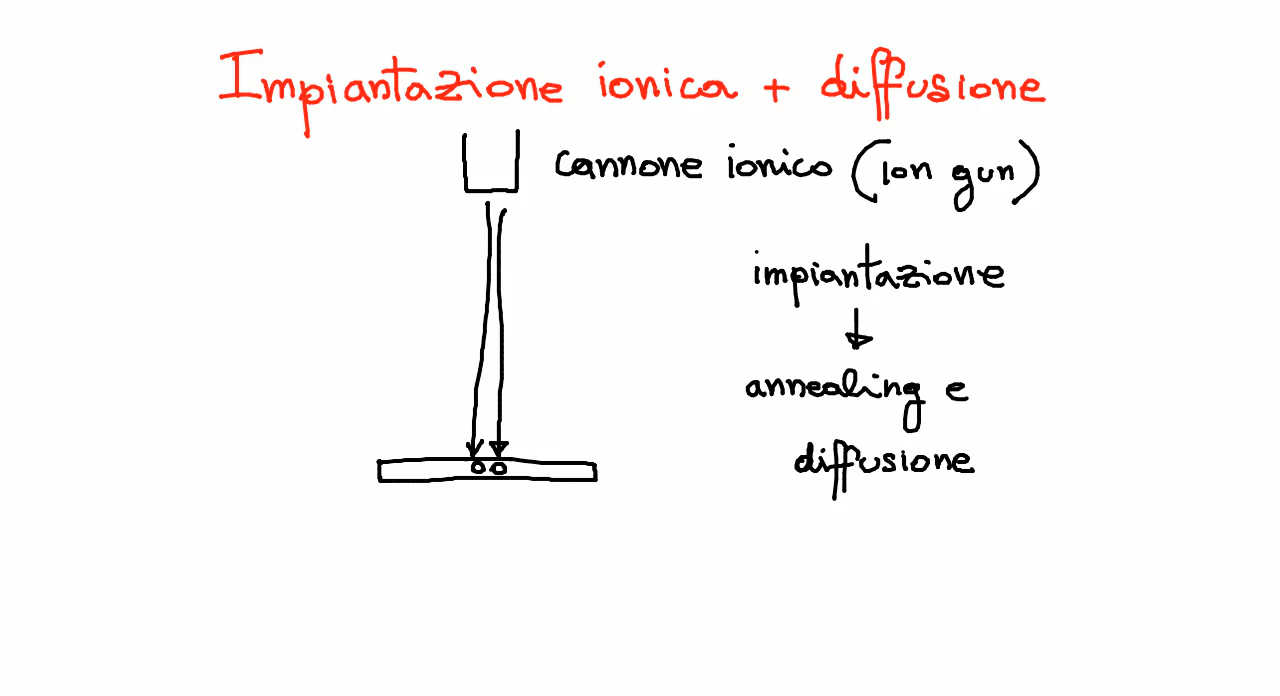 Impiantazione ionica + diffusione
cannone ionico (Ion gun)
impiantazione
annealing e
diffusione